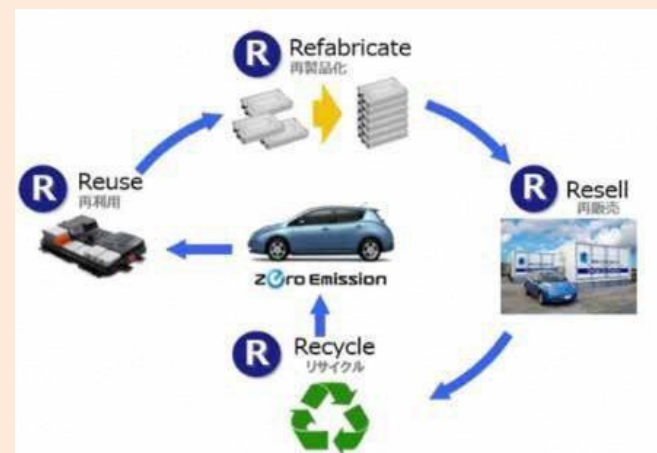 R Refabricate
再製品化
R Reuse
再利用
R Resell
再販売
zero Emission
R Recycle
リサイクル